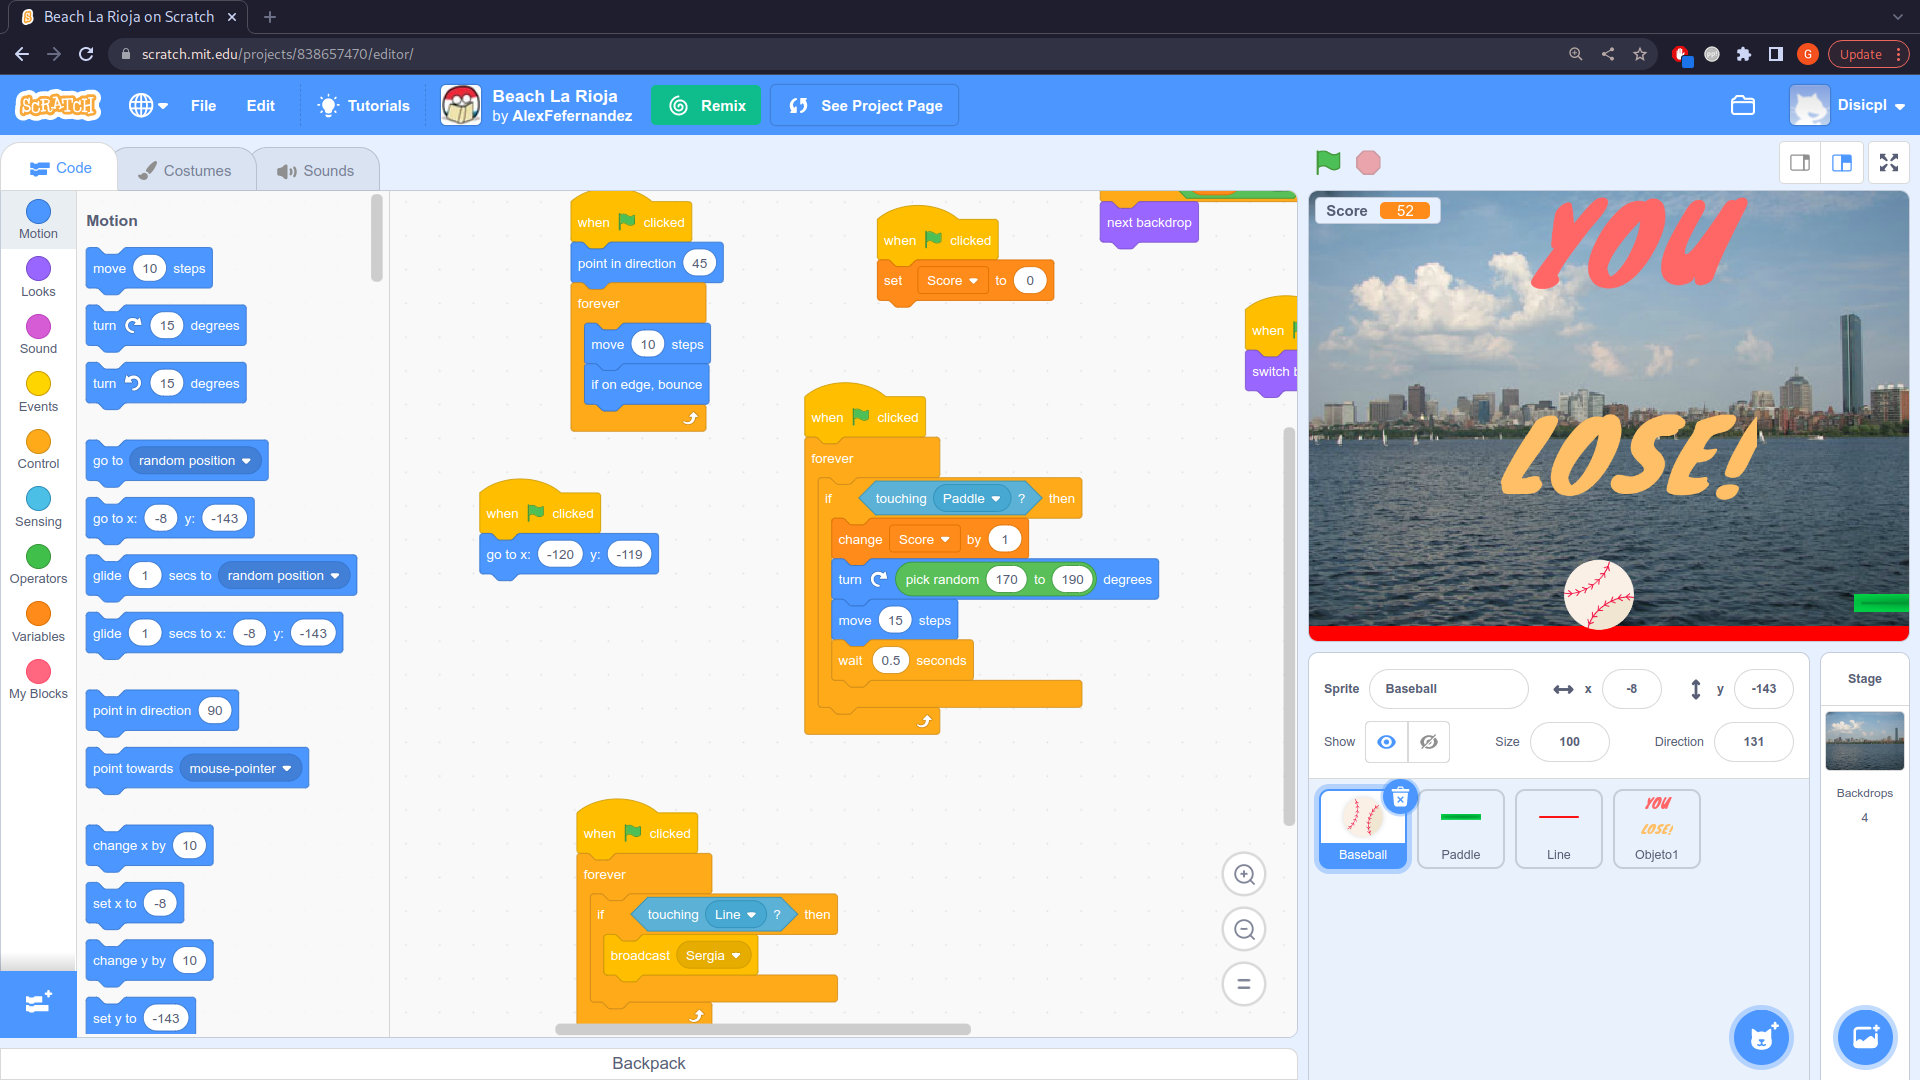 Beach La Rioja on Scratch
scratch.mit.edu/projects/838657470/editor/
G
Update
SCRATCH
File
Edit
Tutorials
Beach La Rioja
by AlexFefernandez
Remix
See Project Page
Disicpl
Code
Costumes
Sounds
Motion
Looks
Sound
Events
Control
Sensing
Operators
Variables
My Blocks
Motion
move 10 steps
turn 15 degrees
turn 15 degrees
go to random position
go to x: -8 y: -143
glide 1 secs to random position
glide 1 secs to x: -8 y: -143
point in direction 90
point towards mouse-pointer
change x by 10
set x to -8
change y by 10
set y to -143
when clicked
point in direction 45
forever
move 10 steps
if on edge, bounce
when clicked
go to x: -120 y: -119
when clicked
set Score to 0
next backdrop
when
switch b
when clicked
forever
if touching Paddle ? then
change Score by 1
turn pick random 170 to 190 degrees
move 15 steps
wait 0.5 seconds
when clicked
forever
if touching Line ? then
broadcast Sergia
Backpack
Score 52
YOU
LOSE!
Sprite Baseball x -8 y -143
Show Size 100 Direction 131
Baseball
Paddle
Line
YOU
LOSE!
Objeto1
Stage
Backdrops
4